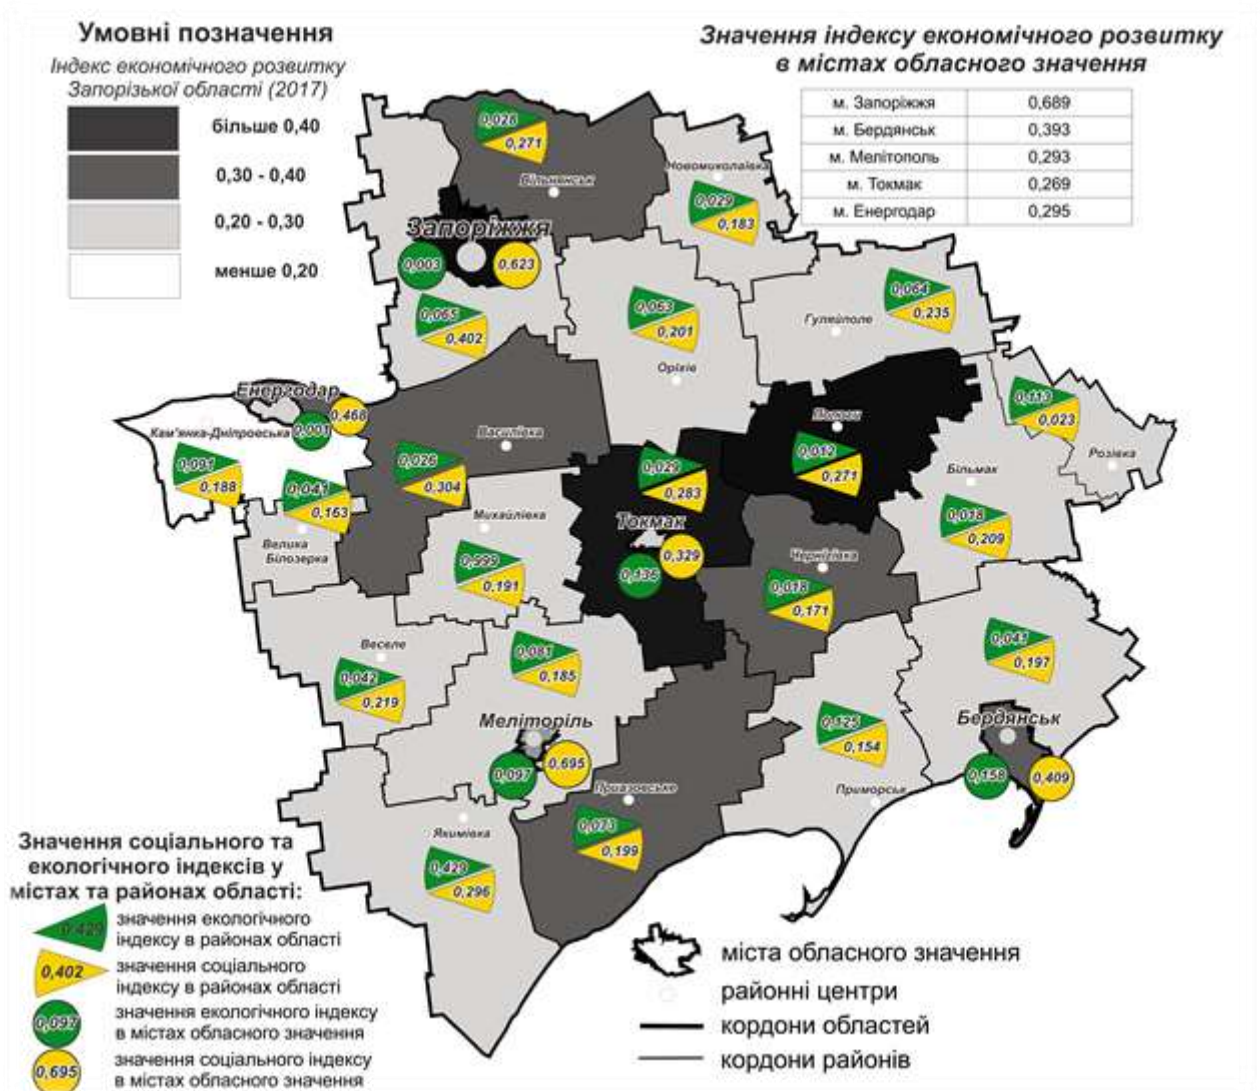 Умовні позначення
Індекс економічного розвитку
Запорізької області (2017)
більше 0,40
0,30 - 0,40
0,20 - 0,30
менше 0,20
Значення індексу економічного розвитку
в містах обласного значення
м. Запоріжжя 0,689
м. Бердянськ 0,393
м. Мелітополь 0,293
м. Токмак 0,269
м. Енергодар 0,295
0,026
0,271
Вільнянськ
Новомиколаївка
0,029
0,183
Запоріжжя
0,003
0,623
0,065
0,402
0,063
0,201
Оріхів
0,064
0,235
Гуляйполе
Енергодар
0,468
0,001
Кам'янка-Дніпровська
0,091
0,188
0,041
0,163
Велика
Білозерка
Василівка
0,026
0,304
Михайлівка
0,191
0,029
0,283
Токмак
0,329
0,135
Пологи
0,012
0,271
0,113
0,023
Розівка
Більмак
0,018
0,209
Чернігівка
0,018
0,171
Веселе
0,042
0,219
0,081
0,185
Меліторіль
0,097
0,695
0,041
0,197
Бердянськ
0,158
0,409
0,125
0,154
Приморськ
Приазовське
0,073
0,199
Якимівка
0,429
0,296
Значення соціального та
екологічного індексів у
містах та районах області:
0,429
значення екологічного
індексу в районах області
0,402
значення соціального
індексу в районах області
0,097
значення екологічного індексу
в містах обласного значення
0,695
значення соціального індексу
в містах обласного значення
міста обласного значення
районні центри
кордони областей
кордони районів